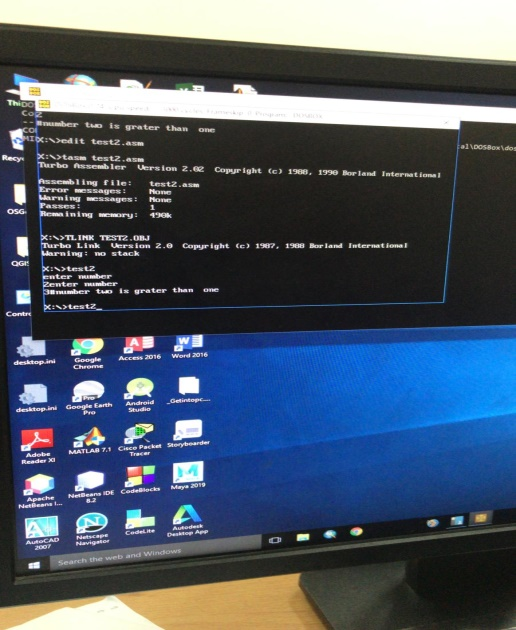 #number two is grater than one
X:\>edit test2.asm
X:\>tasm test2.asm
Turbo Assembler Version 2.02 Copyright (c) 1988, 1990 Borland International
Assembling file: test2.asm
Error messages: None
Warning messages: None
Passes: 1
Remaining memory: 490k
X:\>TLINK TEST2.OBJ
Turbo Link Version 2.0 Copyright (c) 1987, 1988 Borland International
Warning: no stack
X:\>test2
enter number
2enter number
3#number two is grater than one
X:\>test2_
cal\DOSBox\dos
Thi
Recyc
OSG
QGIS
Contro
desktop.ini
Google Chrome
Access 2016
Word 2016
desktop.ini
Google Earth Pro
Android Studio
_Getintopc....
Adobe Reader XI
MATLAB 7.1
Cisco Packet Tracer
Storyboarder
Apache NetBeans I...
NetBeans IDE 8.2
CodeBlocks
Maya 2019
AutoCAD 2007
Netscape Navigator
CodeLite
Autodesk Desktop App
Search the web and Windows